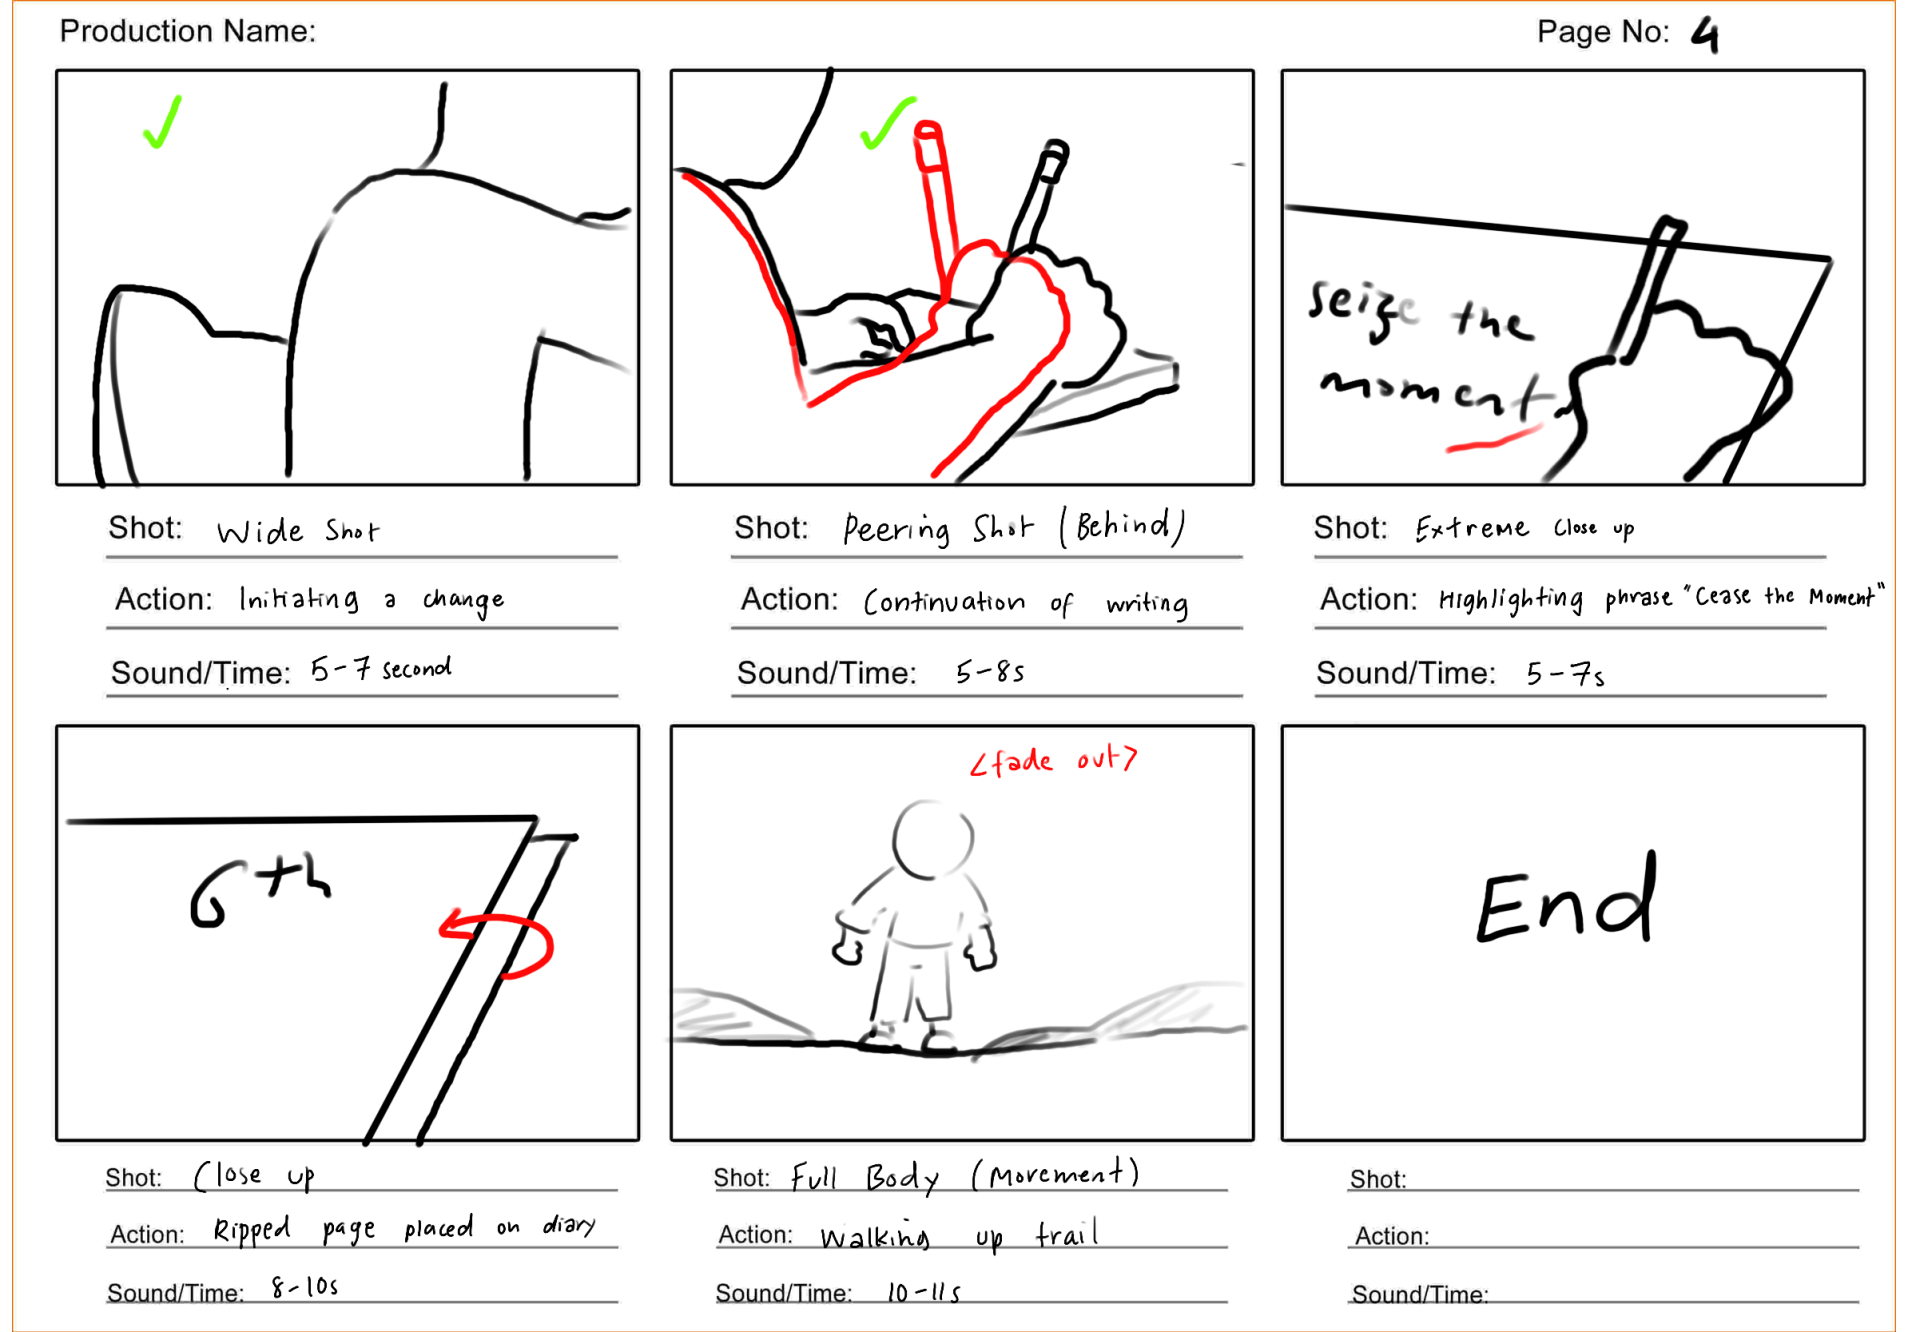 Production Name:
Page No: 4
seize the
moment
Shot: Wide Shot
Action: Initiating a change
Sound/Time: 5-7 second
Shot: Peering Shot (Behind)
Action: Continuation of writing
Sound/Time: 5-8s
Shot: Extreme Close up
Action: Highlighting phrase "Cease the Moment"
Sound/Time: 5-7s
6th
<fade out>
End
Shot: Close up
Action: Ripped page placed on diary
Sound/Time: 8-10s
Shot: Full Body (Movement)
Action: Walking up trail
Sound/Time: 10-11s
Shot:
Action:
Sound/Time: